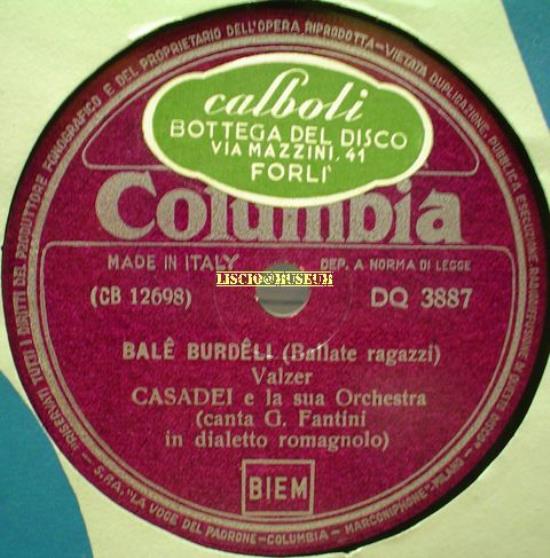 «RISERVATI TUTTI I DIRITTI DEL PRODUTTORE FONOGRAFICO E DEL PROPRIETARIO DELL'OPERA RIPRODOTTA-VIETATA DUPLICAZIONE, PUBBLICA ESECUZIONE, RADIODIFFUSIONE DI QUESTO DISCO»
calboli
BOTTEGA DEL DISCO
VIA MAZZINI, 41
FORLI'
Columbia
MADE IN ITALY DEP. A NORMA DI LEGGE
LISCIO@MUSEUM
(CB 12698) DQ 3887
BALÊ BURDÊLL (Ballate ragazzi)
Valzer
CASADEI e la sua Orchestra
(canta G. Fantini
in dialetto romagnolo)
BIEM
S.P.A. "LA VOCE DEL PADRONE-COLUMBIA-MARCONIPHONE"-MILANO